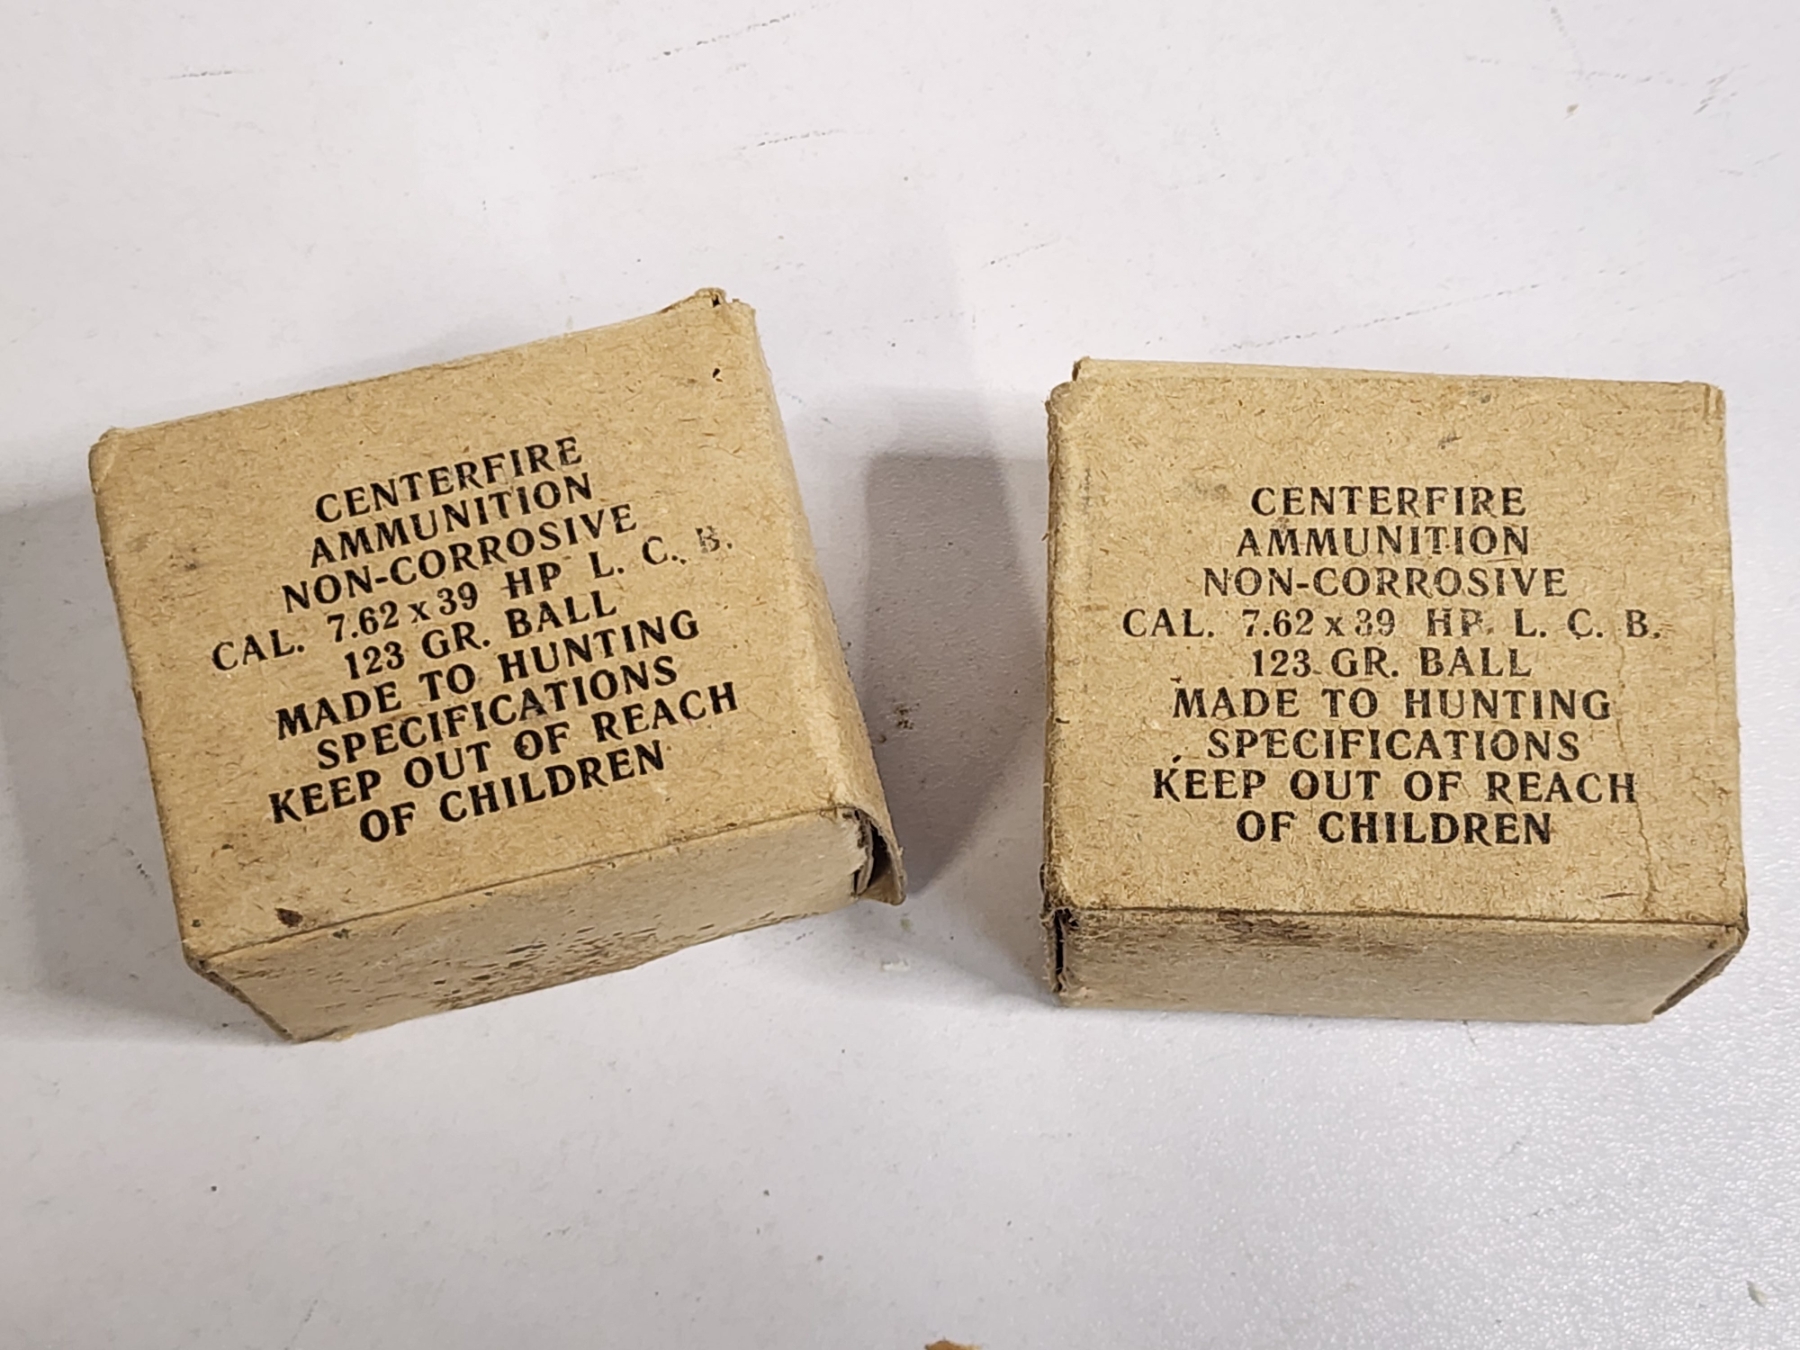 CENTERFIRE
AMMUNITION
NON-CORROSIVE
CAL. 7.62 x 39 HP L. C. B.
123 GR. BALL
MADE TO HUNTING
SPECIFICATIONS
KEEP OUT OF REACH
OF CHILDREN
CENTERFIRE
AMMUNITION
NON-CORROSIVE
CAL. 7.62 x 39 HP. L. C. B.
123 GR. BALL
MADE TO HUNTING
SPECIFICATIONS
KEEP OUT OF REACH
OF CHILDREN